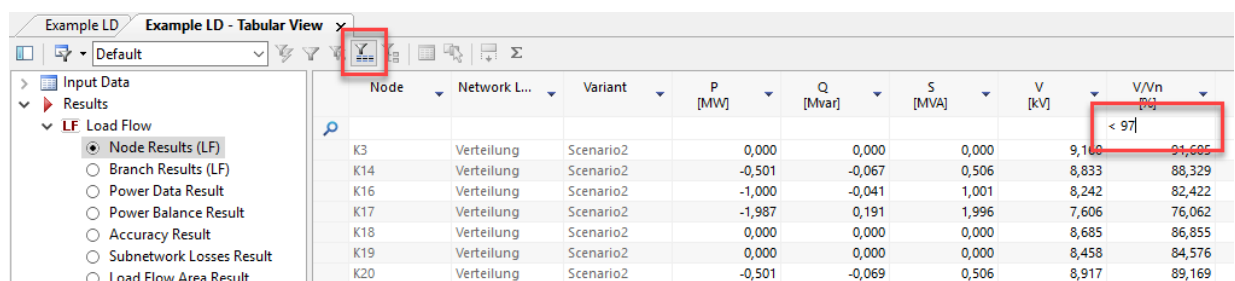 Example LD Example LD - Tabular View x
Default Σ
Input Data
Results
LF Load Flow
Node Results (LF)
Branch Results (LF)
Power Data Result
Power Balance Result
Accuracy Result
Subnetwork Losses Result
Load Flow Area Result
Node Network L... Variant P [MW] Q [Mvar] S [MVA] V [kV] V/Vn [%]
< 97
K3 Verteilung Scenario2 0,000 0,000 0,000 9,168 91,685
K14 Verteilung Scenario2 -0,501 -0,067 0,506 8,833 88,329
K16 Verteilung Scenario2 -1,000 -0,041 1,001 8,242 82,422
K17 Verteilung Scenario2 -1,987 0,191 1,996 7,606 76,062
K18 Verteilung Scenario2 0,000 0,000 0,000 8,685 86,855
K19 Verteilung Scenario2 0,000 0,000 0,000 8,458 84,576
K20 Verteilung Scenario2 -0,501 -0,069 0,506 8,917 89,169